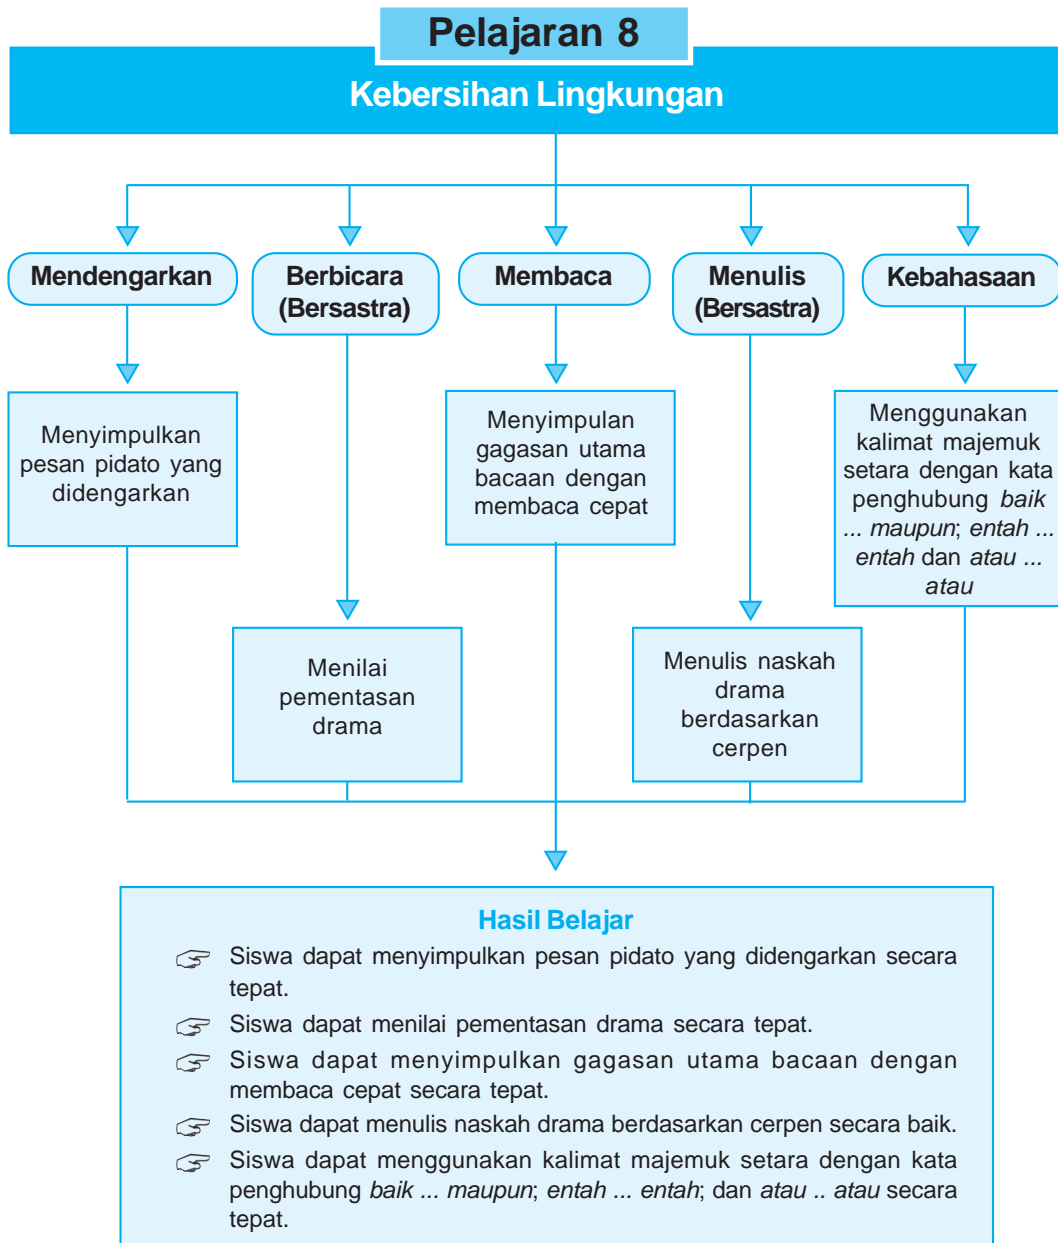 Pelajaran 8
Kebersihan Lingkungan
Mendengarkan
Berbicara
(Bersastra)
Membaca
Menulis
(Bersastra)
Kebahasaan
Menyimpulkan
pesan pidato yang
didengarkan
Menyimpulan
gagasan utama
bacaan dengan
membaca cepat
Menggunakan
kalimat majemuk
setara dengan kata
penghubung baik
... maupun; entah ...
entah dan atau ...
atau
Menilai
pementasan
drama
Menulis naskah
drama
berdasarkan
cerpen
Hasil Belajar
Siswa dapat menyimpulkan pesan pidato yang didengarkan secara
tepat.
Siswa dapat menilai pementasan drama secara tepat.
Siswa dapat menyimpulkan gagasan utama bacaan dengan
membaca cepat secara tepat.
Siswa dapat menulis naskah drama berdasarkan cerpen secara baik.
Siswa dapat menggunakan kalimat majemuk setara dengan kata
penghubung baik ... maupun; entah ... entah; dan atau .. atau secara
tepat.